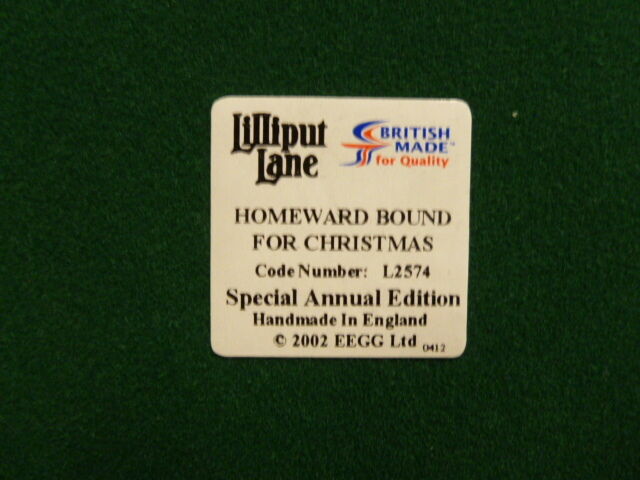 Lilliput
Lane
BRITISH
MADE™
for Quality
HOMEWARD BOUND
FOR CHRISTMAS
Code Number: L2574
Special Annual Edition
Handmade In England
© 2002 EEGG Ltd 0412